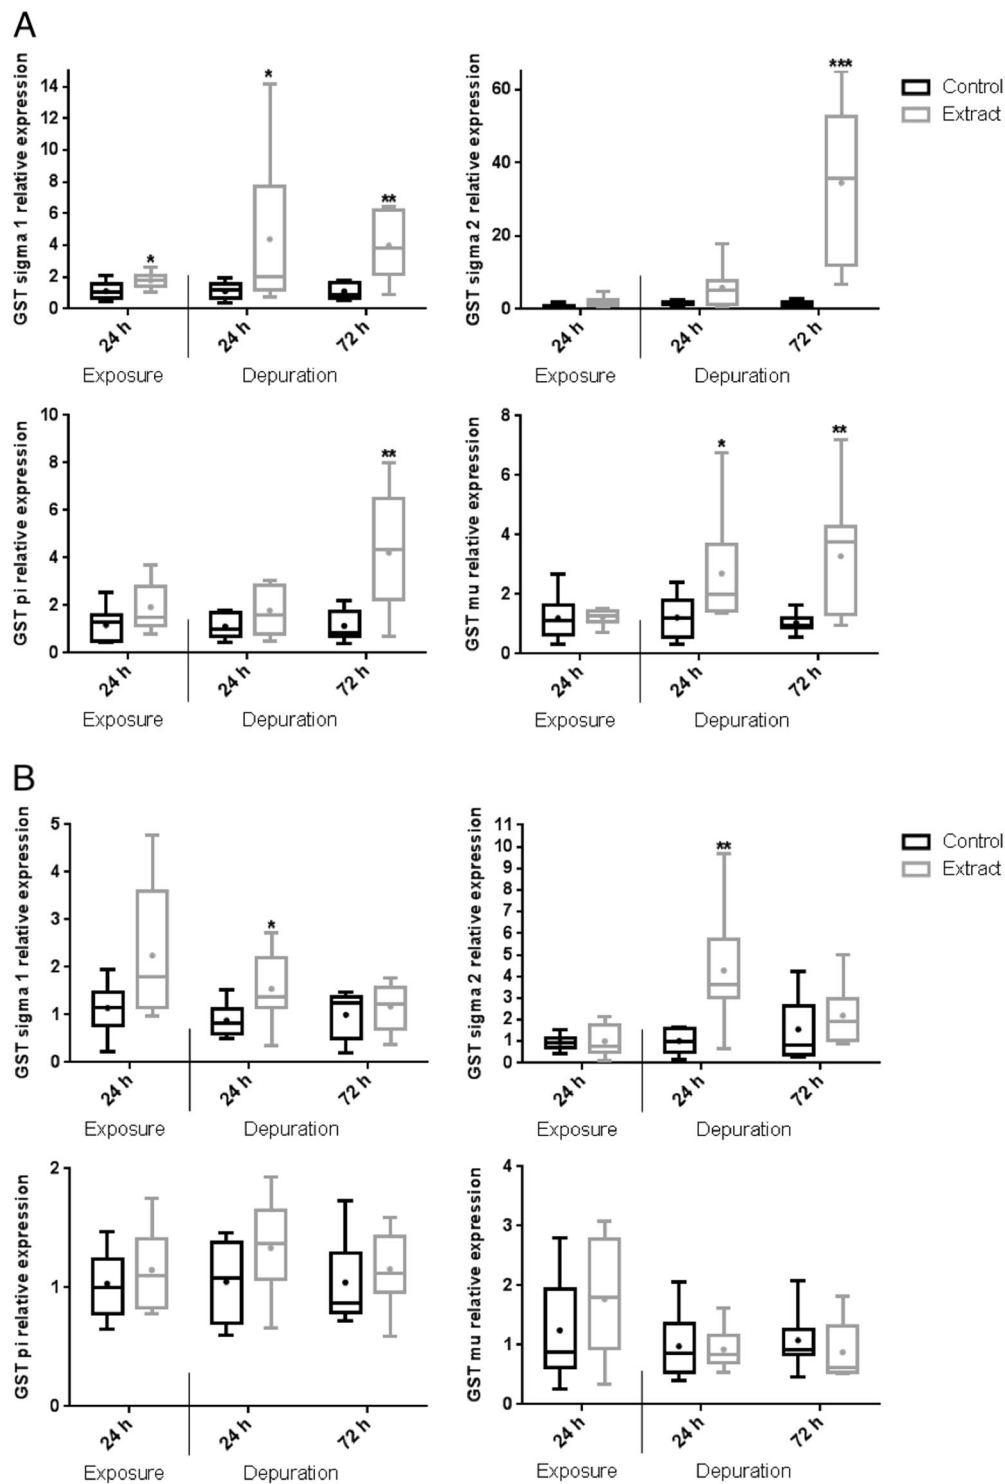 A
GST sigma 1 relative expression
14
12
10
8
6
4
2
0
*
*
**
24 h
24 h
72 h
Exposure
Depuration
GST sigma 2 relative expression
60
40
20
0
***
24 h
24 h
72 h
Exposure
Depuration
Control
Extract
GST pi relative expression
10
8
6
4
2
0
**
24 h
24 h
72 h
Exposure
Depuration
GST mu relative expression
8
6
4
2
0
*
**
24 h
24 h
72 h
Exposure
Depuration
B
GST sigma 1 relative expression
5
4
3
2
1
0
*
24 h
24 h
72 h
Exposure
Depuration
GST sigma 2 relative expression
11
10
9
8
7
6
5
4
3
2
1
0
**
24 h
24 h
72 h
Exposure
Depuration
Control
Extract
GST pi relative expression
2
1
0
24 h
24 h
72 h
Exposure
Depuration
GST mu relative expression
4
3
2
1
0
24 h
24 h
72 h
Exposure
Depuration